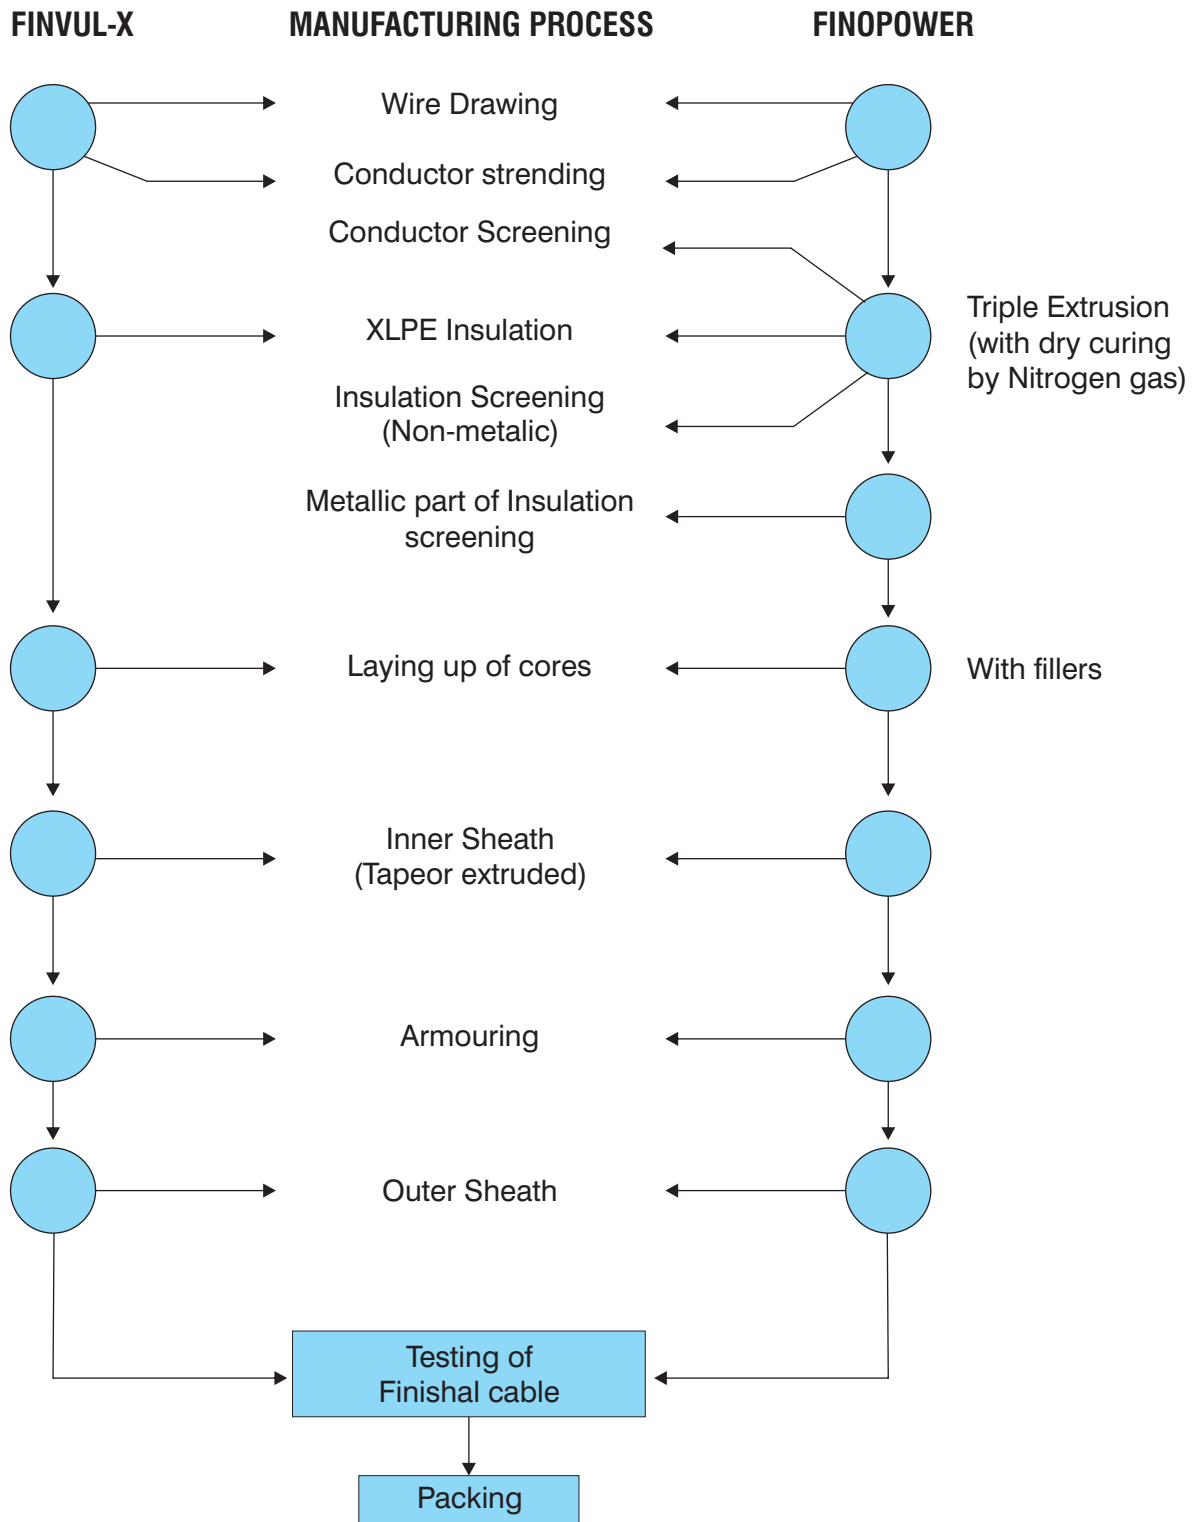 FINVUL-X
MANUFACTURING PROCESS
FINOPOWER
Wire Drawing
Conductor strending
Conductor Screening
XLPE Insulation
Triple Extrusion
(with dry curing
by Nitrogen gas)
Insulation Screening
(Non-metalic)
Metallic part of Insulation
screening
Laying up of cores
With fillers
Inner Sheath
(Tapeor extruded)
Armouring
Outer Sheath
Testing of
Finishal cable
Packing